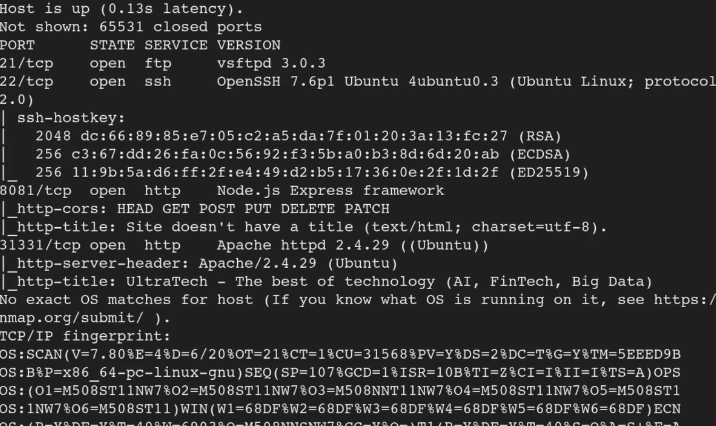 Host is up (0.13s latency).
Not shown: 65531 closed ports
PORT      STATE SERVICE VERSION
21/tcp    open  ftp     vsftpd 3.0.3
22/tcp    open  ssh     OpenSSH 7.6p1 Ubuntu 4ubuntu0.3 (Ubuntu Linux; protocol
2.0)
| ssh-hostkey:
|   2048 dc:66:89:85:e7:05:c2:a5:da:7f:01:20:3a:13:fc:27 (RSA)
|   256 c3:67:dd:26:fa:0c:56:92:f3:5b:a0:b3:8d:6d:20:ab (ECDSA)
|_  256 11:9b:5a:d6:ff:2f:e4:49:d2:b5:17:36:0e:2f:1d:2f (ED25519)
8081/tcp  open  http    Node.js Express framework
|_http-cors: HEAD GET POST PUT DELETE PATCH
|_http-title: Site doesn't have a title (text/html; charset=utf-8).
31331/tcp open  http    Apache httpd 2.4.29 ((Ubuntu))
|_http-server-header: Apache/2.4.29 (Ubuntu)
|_http-title: UltraTech - The best of technology (AI, FinTech, Big Data)
No exact OS matches for host (If you know what OS is running on it, see https:/
nmap.org/submit/ ).
TCP/IP fingerprint:
OS:SCAN(V=7.80%E=4%D=6/20%OT=21%CT=1%CU=31568%PV=Y%DS=2%DC=T%G=Y%TM=5EEED9B
OS:B%P=x86_64-pc-linux-gnu)SEQ(SP=107%GCD=1%ISR=10B%TI=Z%CI=I%II=I%TS=A)OPS
OS:(O1=M508ST11NW7%O2=M508ST11NW7%O3=M508NNT11NW7%O4=M508ST11NW7%O5=M508ST1
OS:1NW7%O6=M508ST11)WIN(W1=68DF%W2=68DF%W3=68DF%W4=68DF%W5=68DF%W6=68DF)ECN